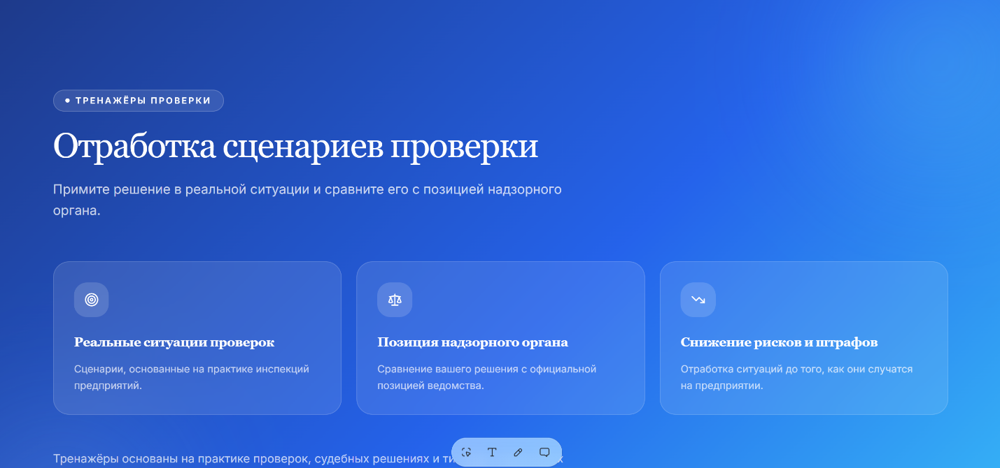 ТРЕНАЖЁРЫ ПРОВЕРКИ
Отработка сценариев проверки
Примите решение в реальной ситуации и сравните его с позицией надзорного
органа.
Реальные ситуации проверок
Сценарии, основанные на практике инспекций
предприятий.
Позиция надзорного органа
Сравнение вашего решения с официальной
позицией ведомства.
Снижение рисков и штрафов
Отработка ситуаций до того, как они случатся
на предприятии.
Тренажёры основаны на практике проверок, судебных решениях и